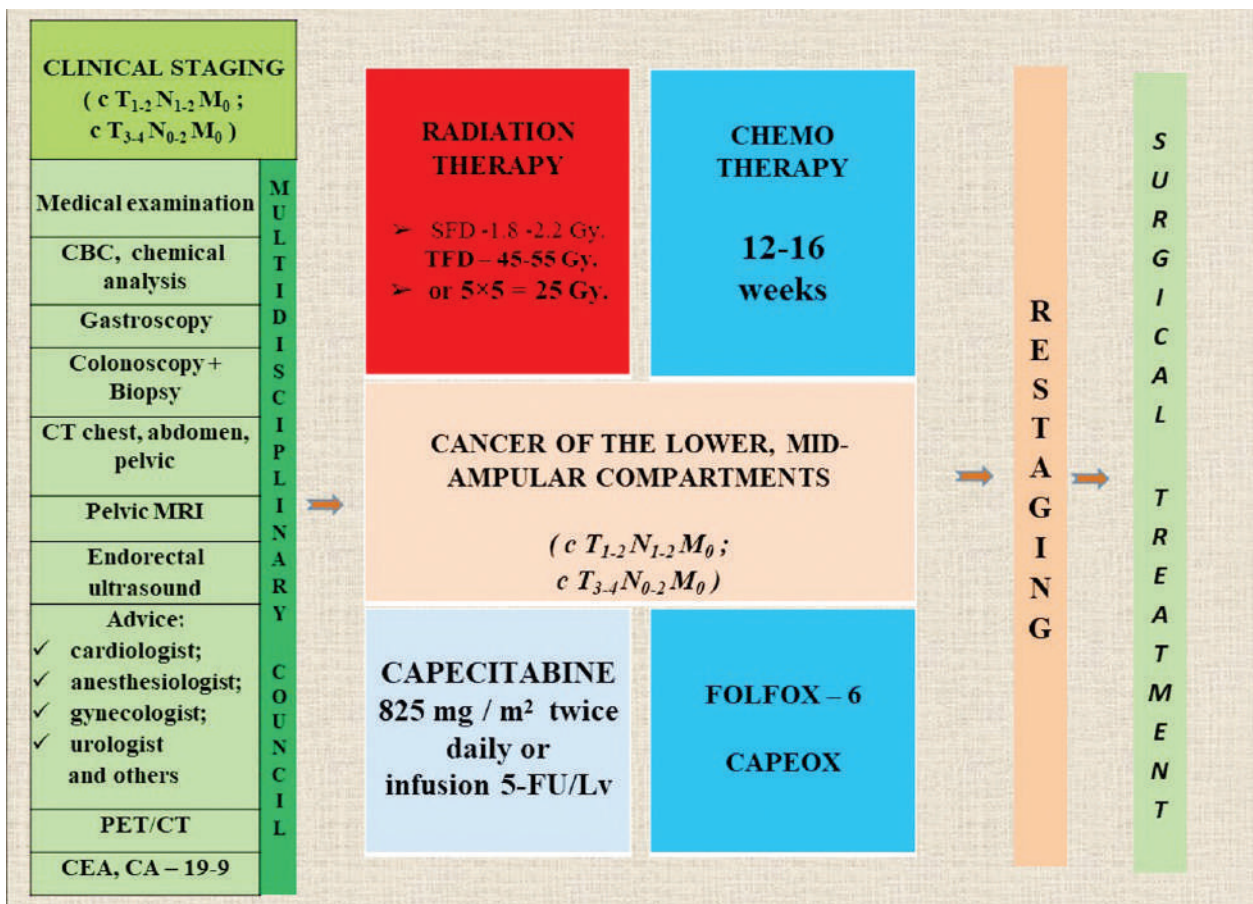 CLINICAL STAGING
( c T₁₋₂ N₁₋₂ M₀ ;
c T₃₋₄ N₀₋₂ M₀ )
Medical examination
CBC, chemical
analysis
Gastroscopy
Colonoscopy +
Biopsy
CT chest, abdomen,
pelvic
Pelvic MRI
Endorectal
ultrasound
Advice:
✓ cardiologist;
✓ anesthesiologist;
✓ gynecologist;
✓ urologist
and others
PET/CT
CEA, CA – 19-9
MULTIDISCIPLINARY COUNCIL
RADIATION
THERAPY
➢ SFD -1.8 -2.2 Gy.
TFD – 45-55 Gy.
➢ or 5×5 = 25 Gy.
CHEMO
THERAPY
12-16
weeks
CANCER OF THE LOWER, MID-
AMPULAR COMPARTMENTS
( c T₁₋₂ N₁₋₂ M₀ ;
c T₃₋₄ N₀₋₂ M₀ )
CAPECITABINE
825 mg / m² twice
daily or
infusion 5-FU/Lv
FOLFOX – 6
CAPEOX
RESTAGING
SURGICAL TREATMENT